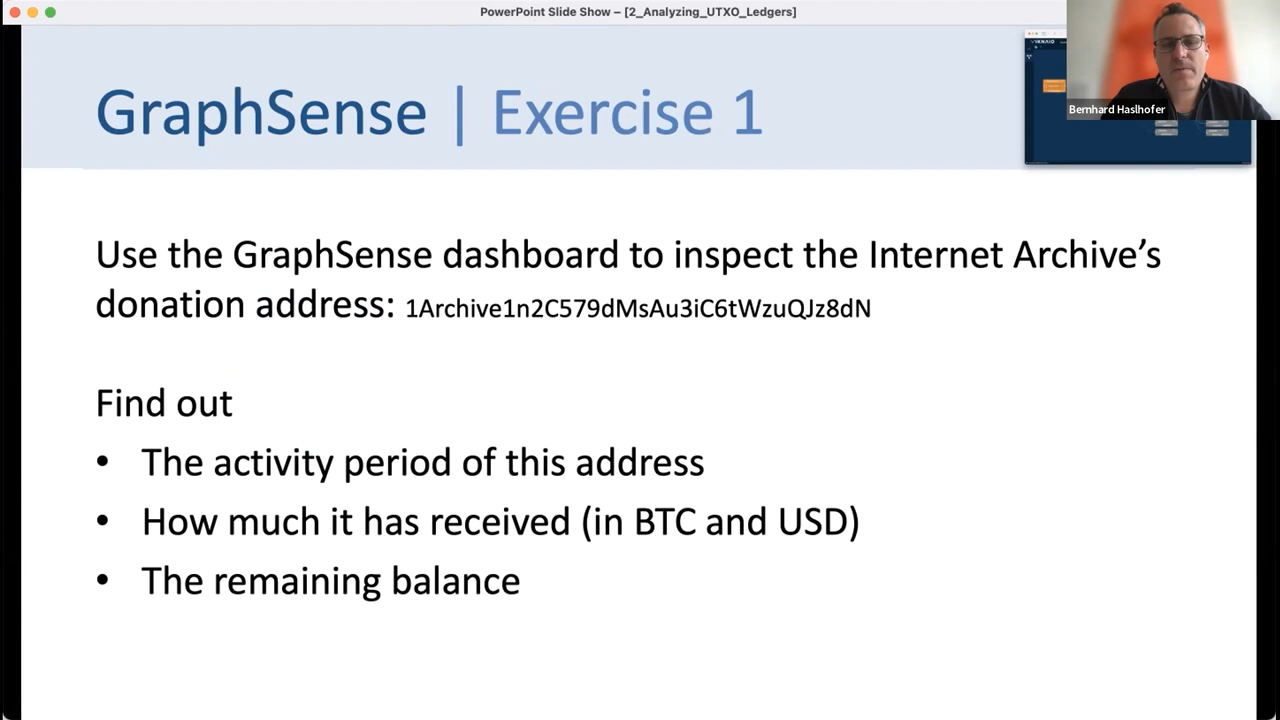 PowerPoint Slide Show – [2_Analyzing_UTXO_Ledgers]
GraphSense | Exercise 1
Bernhard Haslhofer
Use the GraphSense dashboard to inspect the Internet Archive’s
donation address: 1Archive1n2C579dMsAu3iC6tWzuQJz8dN
Find out
• The activity period of this address
• How much it has received (in BTC and USD)
• The remaining balance